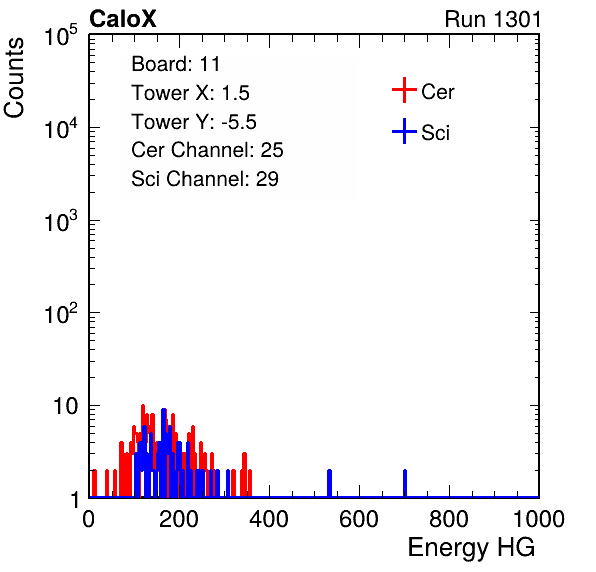 CaloX Run 1301
Counts
10^5
10^4
10^3
10^2
10
1
Board: 11
Tower X: 1.5
Tower Y: -5.5
Cer Channel: 25
Sci Channel: 29
Cer
Sci
0 200 400 600 800 1000
Energy HG